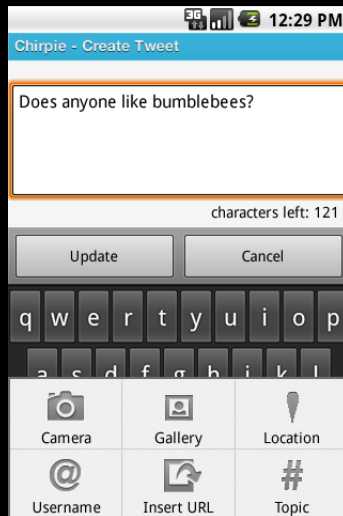 3G 12:29 PM
Chirpie - Create Tweet
Does anyone like bumblebees?
characters left: 121
Update Cancel
q w e r t y u i o p
a s d f g h j k l
Camera Gallery Location
@ #
Username Insert URL Topic